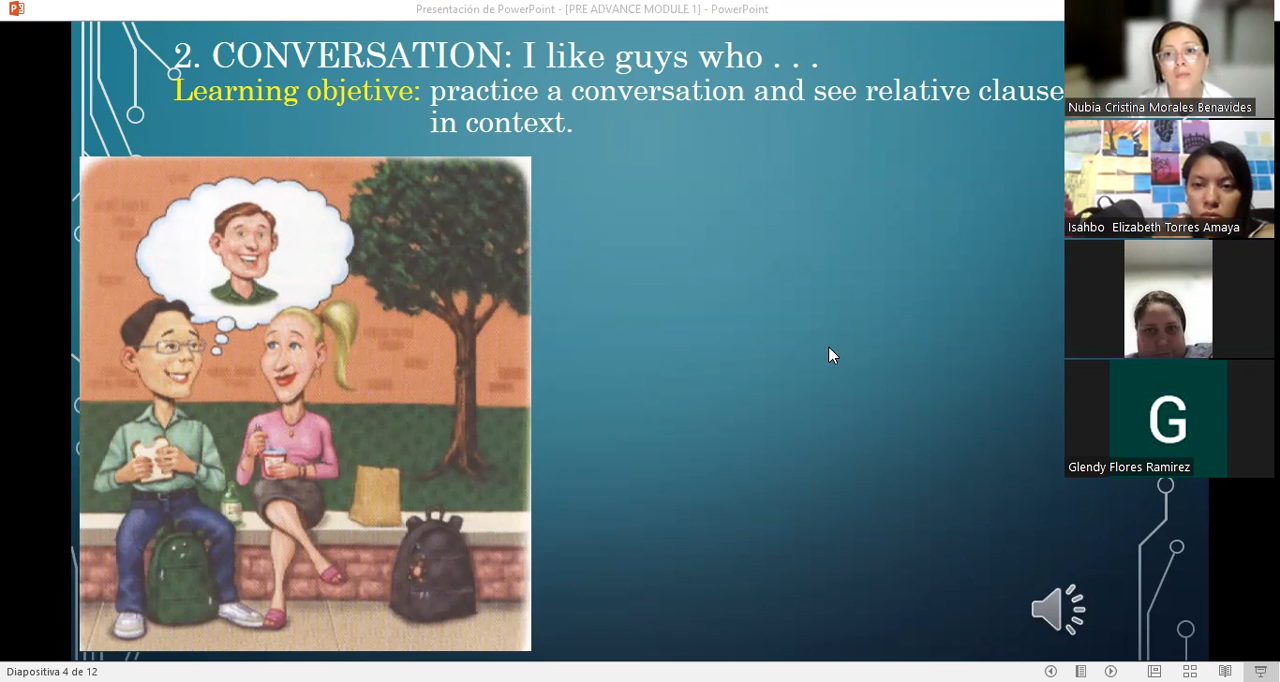 Presentación de PowerPoint - [PRE ADVANCE MODULE 1] - PowerPoint
2. CONVERSATION: I like guys who . . .
Learning objetive: practice a conversation and see relative clause
in context.
Nubia Cristina Morales Benavides
Isahbo Elizabeth Torres Amaya
G
Glendy Flores Ramirez
Diapositiva 4 de 12